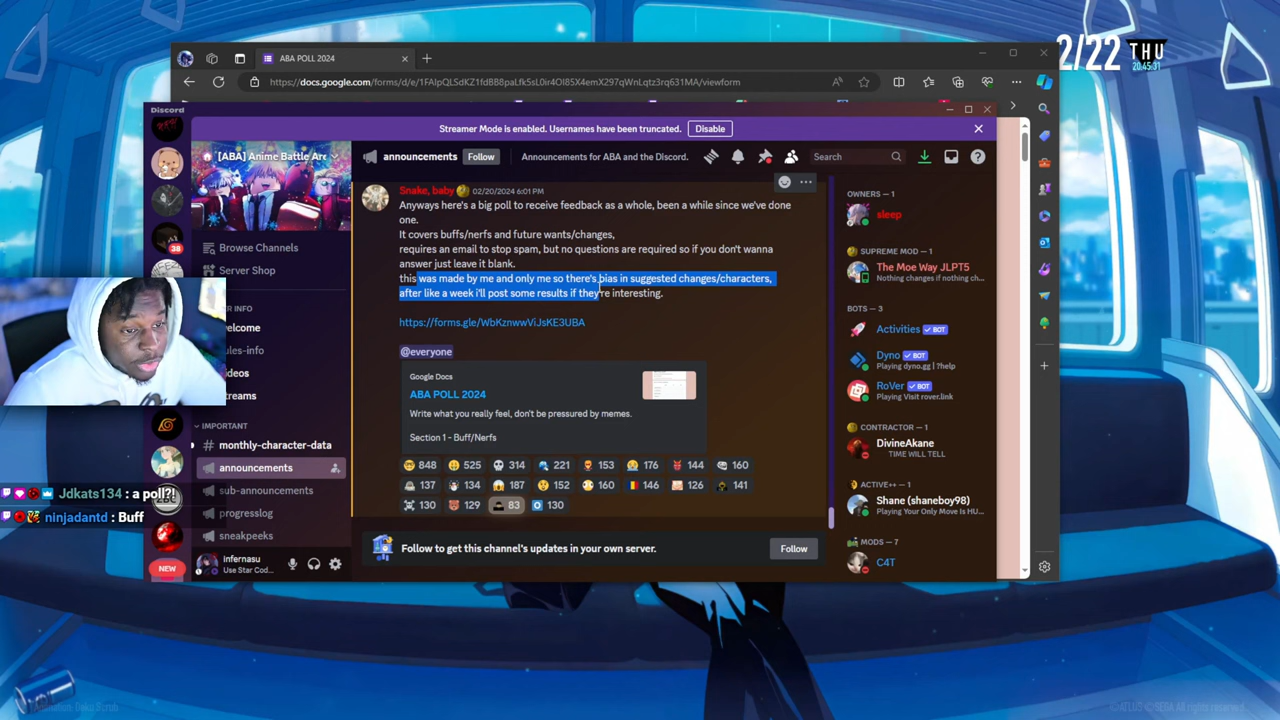 2/22 THU
20:45:31
ABA POLL 2024
https://docs.google.com/forms/d/e/1FAIpQLSdKZ1fdBB8paLfk5sL0ir4OI85X4emX297qWnLqtz3rq631MA/viewform
Discord
Streamer Mode is enabled. Usernames have been truncated.
Disable
[ABA] Anime Battle Are
announcements
Follow
Announcements for ABA and the Discord.
Search
Browse Channels
Server Shop
38
ER INFO
elcome
ules-info
ideos
streams
IMPORTANT
monthly-character-data
announcements
sub-announcements
progresslog
sneakpeeks
NEW
infernasu
Use Star Cod...
Snake, baby 02/20/2024 6:01 PM
Anyways here's a big poll to receive feedback as a whole, been a while since we've done
one.
It covers buffs/nerfs and future wants/changes,
requires an email to stop spam, but no questions are required so if you don't wanna
answer just leave it blank.
this was made by me and only me so there's bias in suggested changes/characters,
after like a week i'll post some results if they're interesting.
https://forms.gle/WbKznwwViJsKE3UBA
@everyone
Google Docs
ABA POLL 2024
Write what you really feel, don't be pressured by memes.
Section 1 - Buff/Nerfs
848 525 314 221 153 176 144 160
137 134 187 152 160 146 126 141
130 129 83 130
Follow to get this channel's updates in your own server.
Follow
OWNERS — 1
sleep
SUPREME MOD — 1
The Moe Way JLPT5
Nothing changes if nothing ch...
BOTS — 3
Activities BOT
Dyno BOT
Playing dyno.gg | ?help
RoVer BOT
Playing Visit rover.link
CONTRACTOR — 1
DivineAkane
TIME WILL TELL
ACTIVE++ — 1
Shane (shaneboy98)
Playing Your Only Move Is HU...
MODS — 7
C4T
Jdkats134 : a poll?!
ninjadantd : Buff